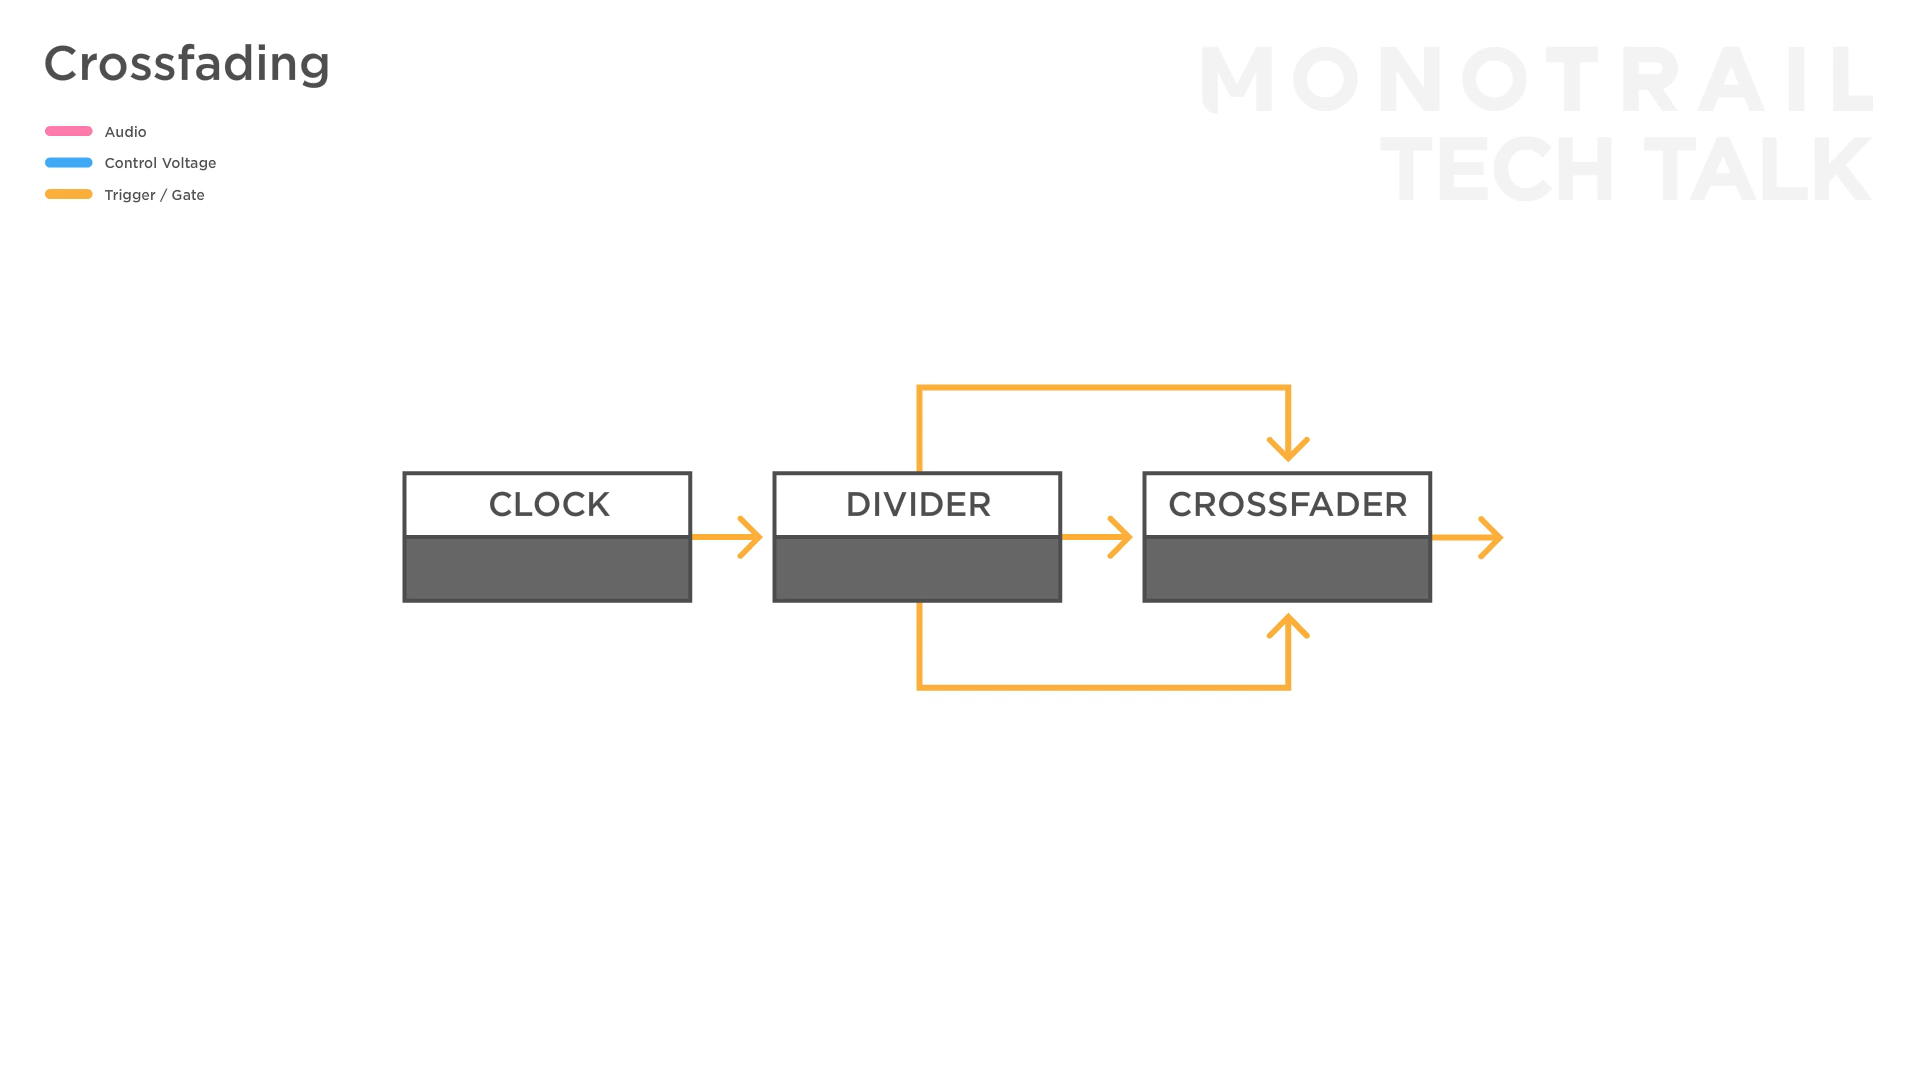 Crossfading
MONOTRAIL
TECH TALK
Audio
Control Voltage
Trigger / Gate
CLOCK
DIVIDER
CROSSFADER